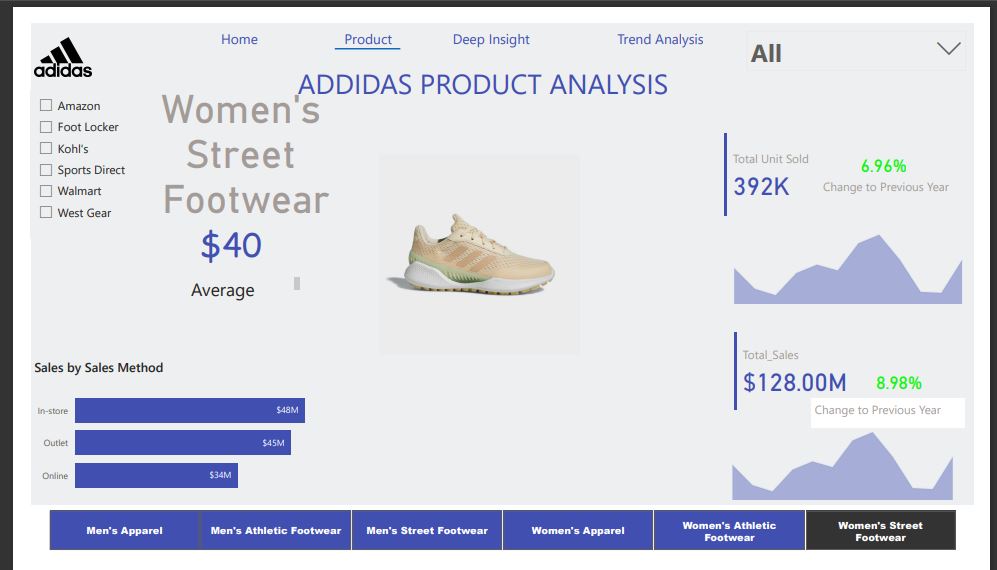 adidas
Home
Product
Deep Insight
Trend Analysis
All
ADDIDAS PRODUCT ANALYSIS
Amazon
Foot Locker
Kohl's
Sports Direct
Walmart
West Gear
Women's
Street
Footwear
$40
Average
Total Unit Sold
392K
6.96%
Change to Previous Year
Total_Sales
$128.00M
8.98%
Change to Previous Year
Sales by Sales Method
In-store
$48M
Outlet
$45M
Online
$34M
Men's Apparel
Men's Athletic Footwear
Men's Street Footwear
Women's Apparel
Women's Athletic
Footwear
Women's Street
Footwear